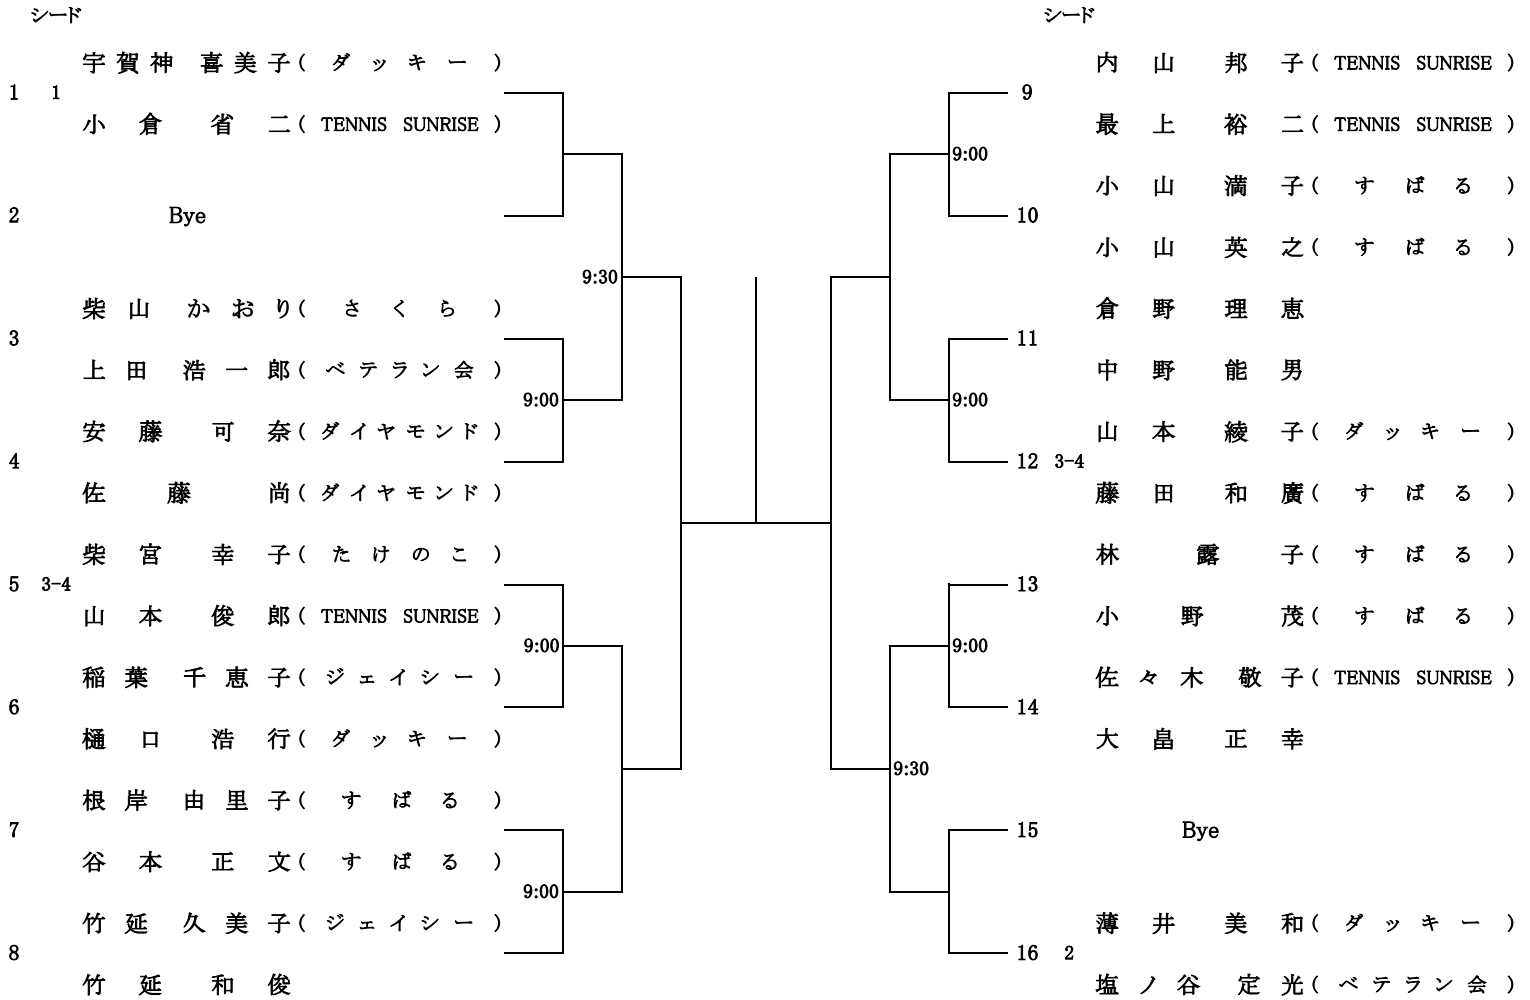 シード
宇賀神 喜美子( ダッキー )
1 1
小倉 省二( TENNIS SUNRISE )
2 Bye
9:30
柴山 かおり( さくら )
3
上田 浩一郎( ベテラン会 )
9:00
安藤 可奈( ダイヤモンド )
4
佐藤 尚( ダイヤモンド )
柴宮 幸子( たけのこ )
5 3-4
山本 俊郎( TENNIS SUNRISE )
9:00
稲葉 千恵子( ジェイシー )
6
樋口 浩行( ダッキー )
根岸 由里子( すばる )
7
谷本 正文( すばる )
9:00
竹延 久美子( ジェイシー )
8
竹延 和俊
シード
内山 邦子( TENNIS SUNRISE )
9
最上 裕二( TENNIS SUNRISE )
9:00
小山 満子( すばる )
10
小山 英之( すばる )
倉野 理恵
11
中野 能男
9:00
山本 綾子( ダッキー )
12 3-4
藤田 和廣( すばる )
林 露子( すばる )
13
小野 茂( すばる )
9:00
佐々木 敬子( TENNIS SUNRISE )
14
大畠 正幸
9:30
15 Bye
薄井 美和( ダッキー )
16 2
塩ノ谷 定光( ベテラン会 )